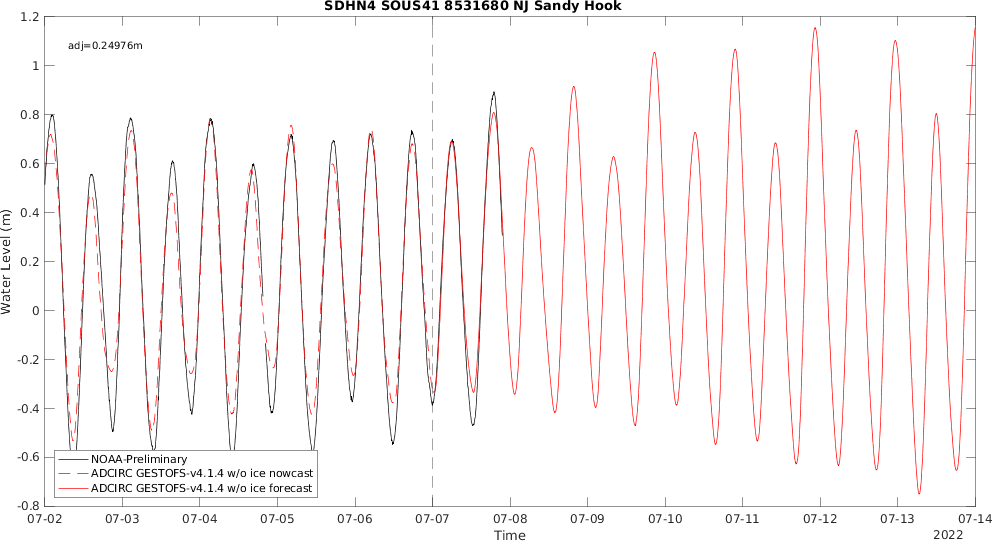 SDHN4 SOUS41 8531680 NJ Sandy Hook
adj=0.24976m
1.2
1
0.8
0.6
0.4
0.2
0
-0.2
-0.4
-0.6
-0.8
Water Level (m)
NOAA-Preliminary
ADCIRC GESTOFS-v4.1.4 w/o ice nowcast
ADCIRC GESTOFS-v4.1.4 w/o ice forecast
07-02 07-03 07-04 07-05 07-06 07-07 07-08 07-09 07-10 07-11 07-12 07-13 07-14
Time
2022